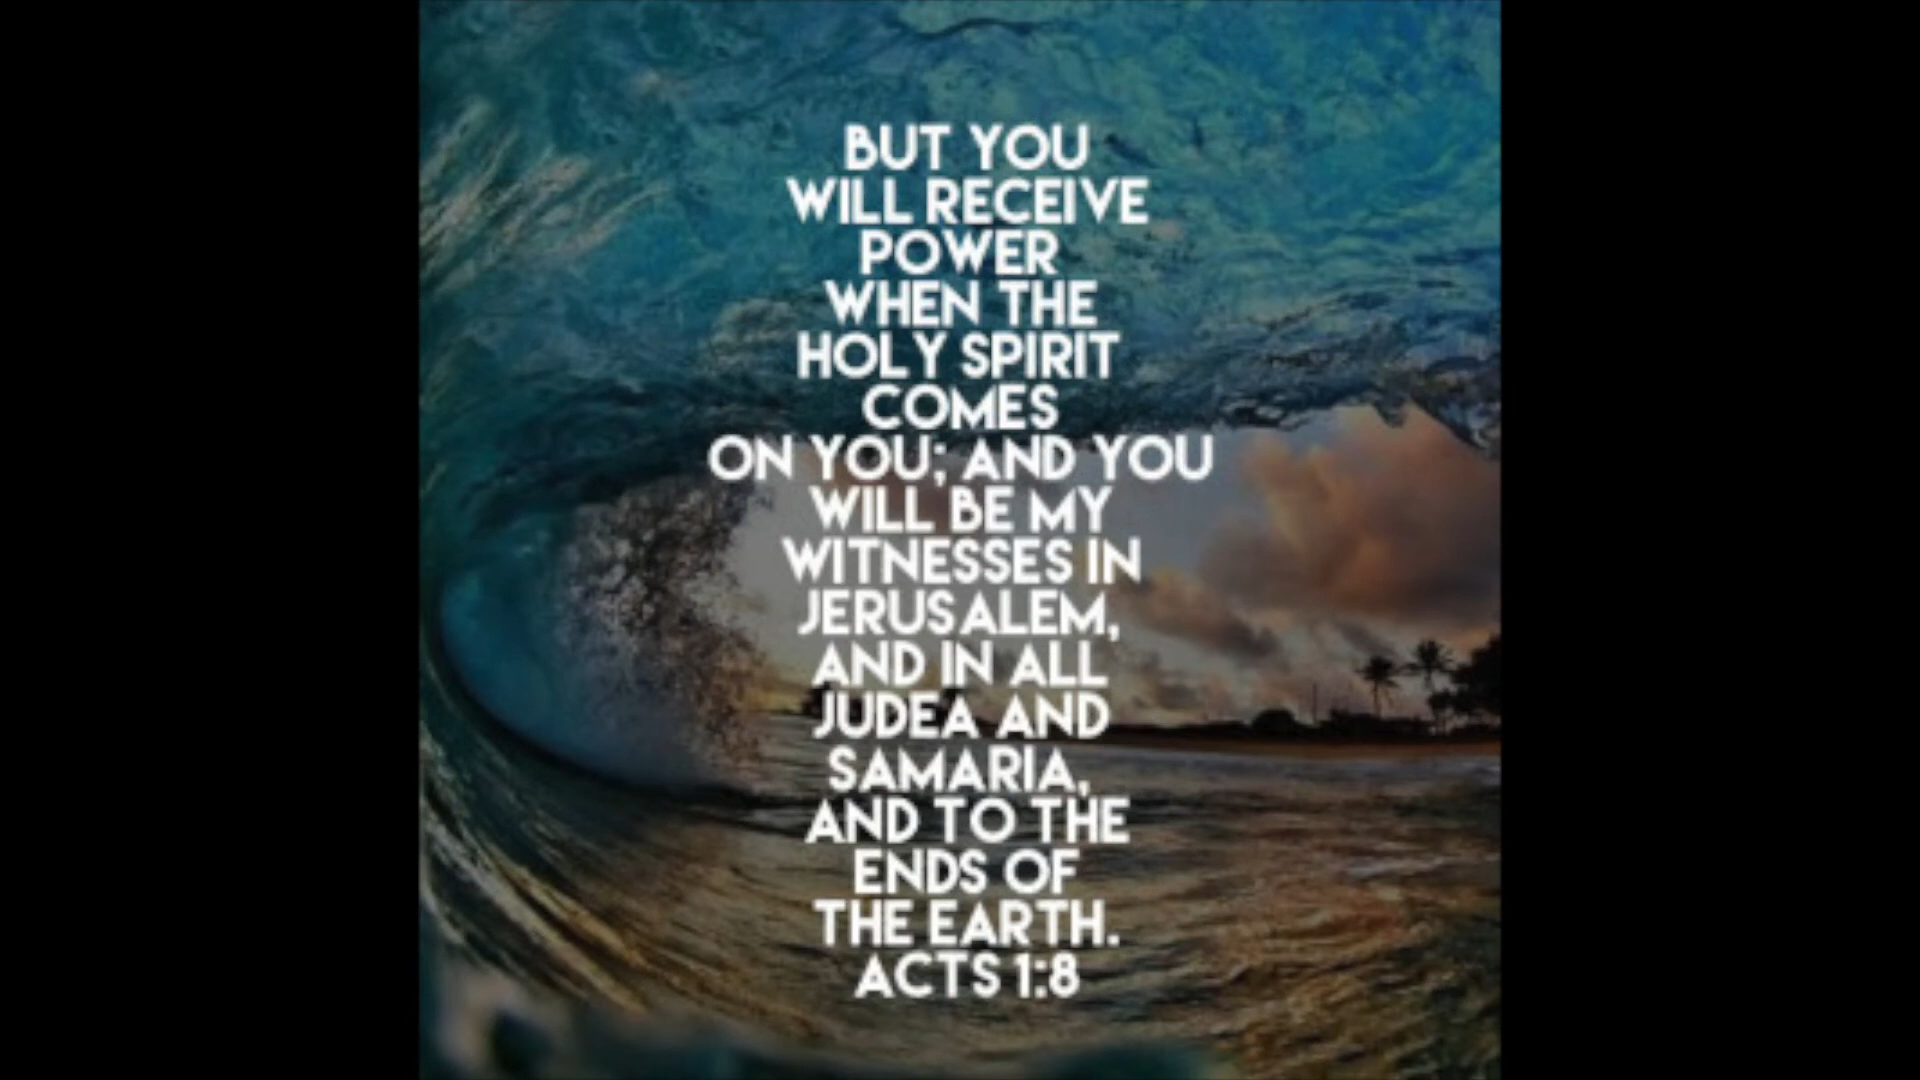 BUT YOU
WILL RECEIVE
POWER
WHEN THE
HOLY SPIRIT
COMES
ON YOU; AND YOU
WILL BE MY
WITNESSES IN
JERUSALEM,
AND IN ALL
JUDEA AND
SAMARIA,
AND TO THE
ENDS OF
THE EARTH.
ACTS 1:8